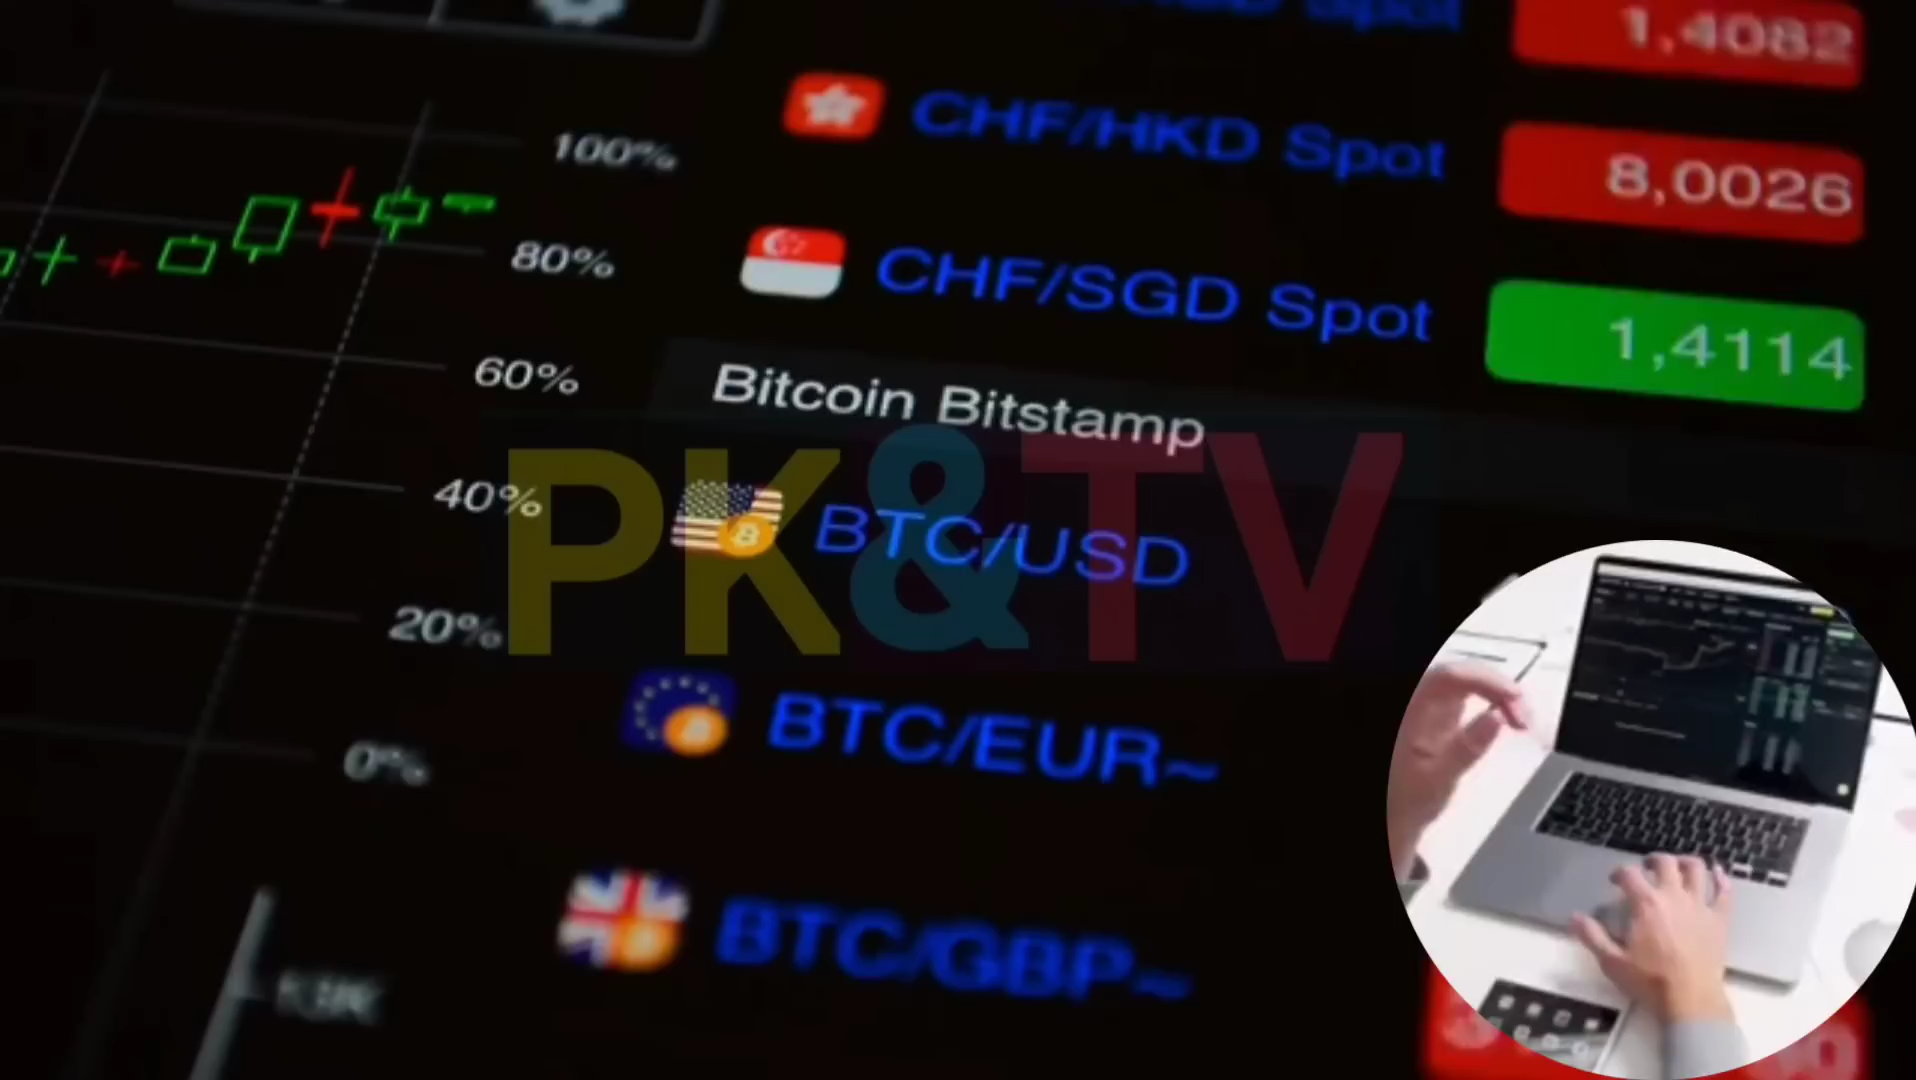 1,4082
CHF/HKD Spot
8,0026
100%
80%
CHF/SGD Spot
1,4114
60%
Bitcoin Bitstamp
40%
BTC/USD
PK&TV
20%
BTC/EUR~
0%
BTC/GBP~